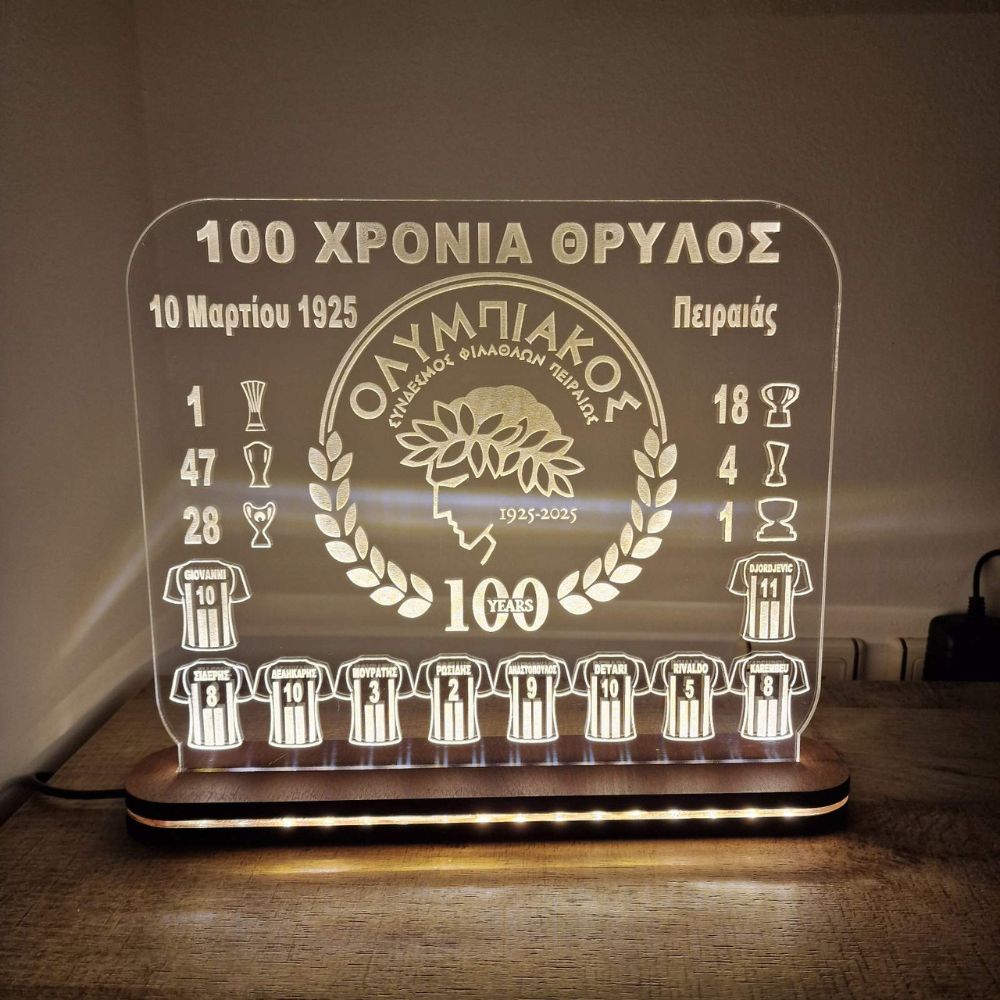 100 ΧΡΟΝΙΑ ΘΡΥΛΟΣ
10 Μαρτίου 1925
Πειραιάς
ΟΛΥΜΠΙΑΚΟΣ
ΣΥΝΔΕΣΜΟΣ ΦΙΛΑΘΛΩΝ ΠΕΙΡΑΙΩΣ
1
18
47
4
28
1
1925-2025
100
YEARS
GIOVANNI
10
DJORDJEVIC
11
ΣΙΔΕΡΗΣ
8
ΔΕΛΗΚΑΡΗΣ
10
ΜΟΥΡΑΤΗΣ
3
ΡΩΣΙΔΗΣ
2
ΑΝΑΣΤΟΠΟΥΛΟΣ
9
DETARI
10
RIVALDO
5
KAREMBEU
8